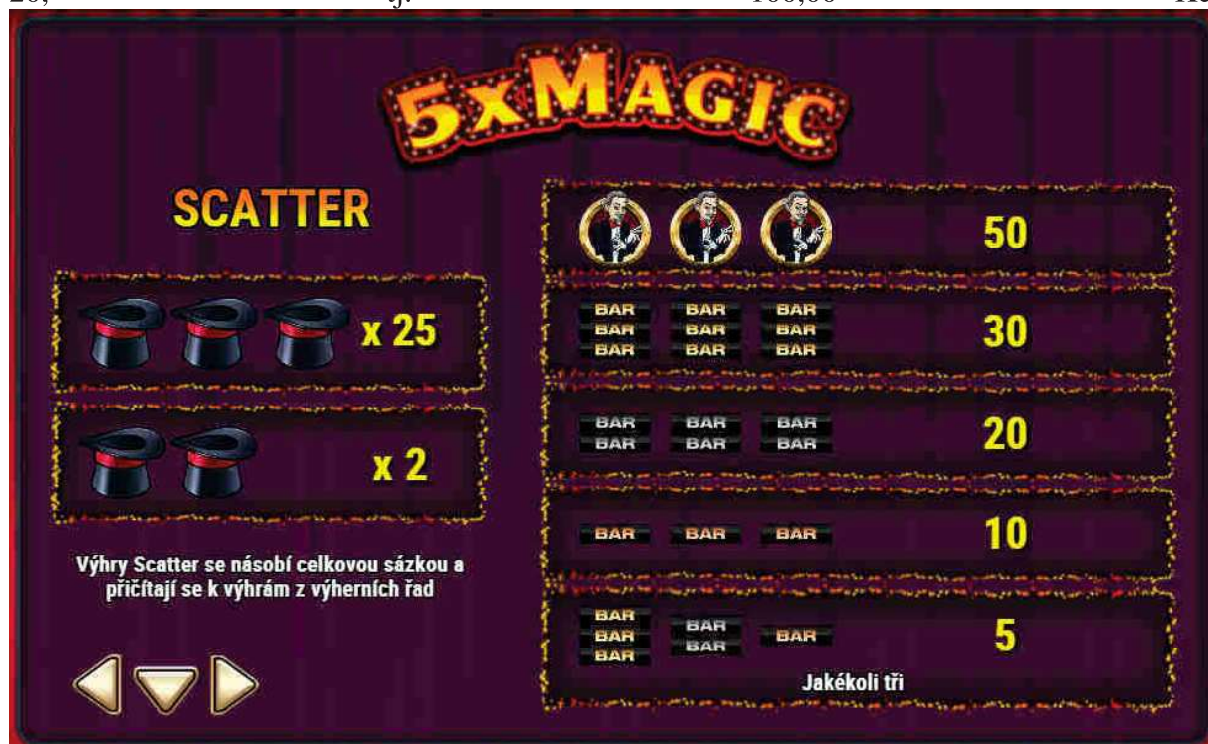 5xMAGIC
SCATTER
x 25
x 2
Výhry Scatter se násobí celkovou sázkou a
přičítají se k výhrám z výherních řad
50
BAR BAR BAR
BAR BAR BAR
BAR BAR BAR
30
BAR BAR BAR
BAR BAR BAR
20
BAR BAR BAR
10
BAR
BAR
BAR
BAR
BAR
BAR
5
Jakékoli tři